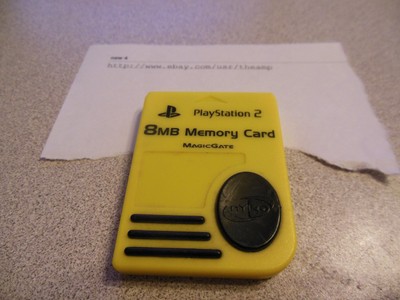 http://www.ebay.com/usr/
PlayStation 2
8MB Memory Card
MAGICGATE